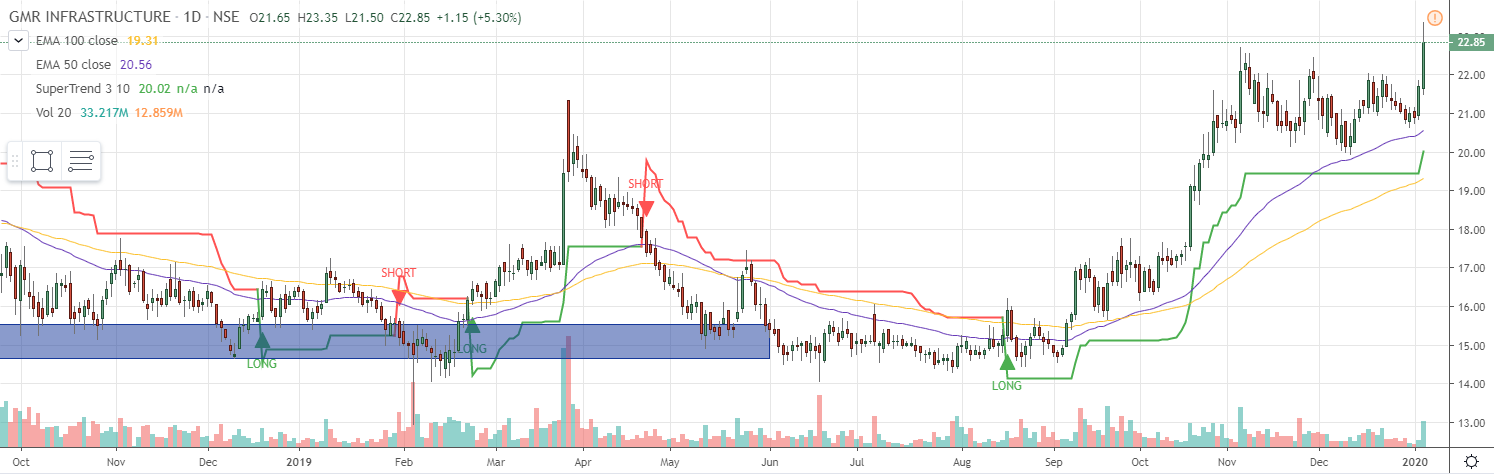 GMR INFRASTRUCTURE · 1D · NSE O21.65 H23.35 L21.50 C22.85 +1.15 (+5.30%)
EMA 100 close 19.31
EMA 50 close 20.56
SuperTrend 3 10 20.02 n/a n/a
Vol 20 33.217M 12.859M
22.85
22.00
21.00
20.00
19.00
18.00
17.00
16.00
15.00
14.00
13.00
SHORT
SHORT
LONG
LONG
LONG
Oct Nov Dec 2019 Feb Mar Apr May Jun Jul Aug Sep Oct Nov Dec 2020